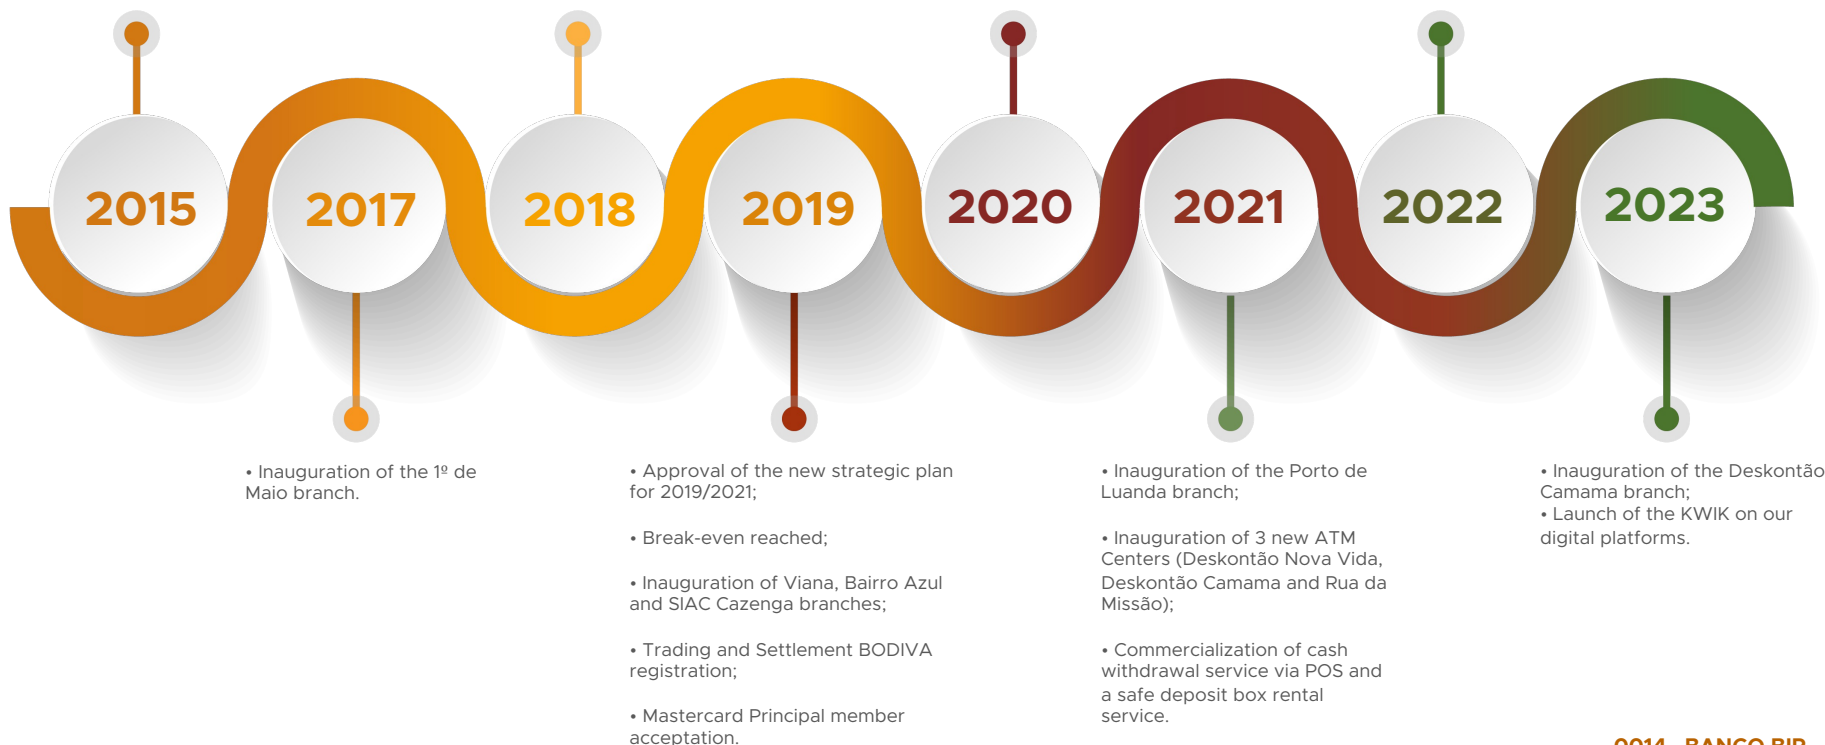 2015
2017
2018
2019
2020
2021
2022
2023
• Inauguration of the 1º de
Maio branch.
• Approval of the new strategic plan
for 2019/2021;
• Break-even reached;
• Inauguration of Viana, Bairro Azul
and SIAC Cazenga branches;
• Trading and Settlement BODIVA
registration;
• Mastercard Principal member
acceptation.
• Inauguration of the Porto de
Luanda branch;
• Inauguration of 3 new ATM
Centers (Deskontão Nova Vida,
Deskontão Camama and Rua da
Missão);
• Commercialization of cash
withdrawal service via POS and
a safe deposit box rental
service.
• Inauguration of the Deskontão
Camama branch;
• Launch of the KWIK on our
digital platforms.
0014 - BANCO BIR